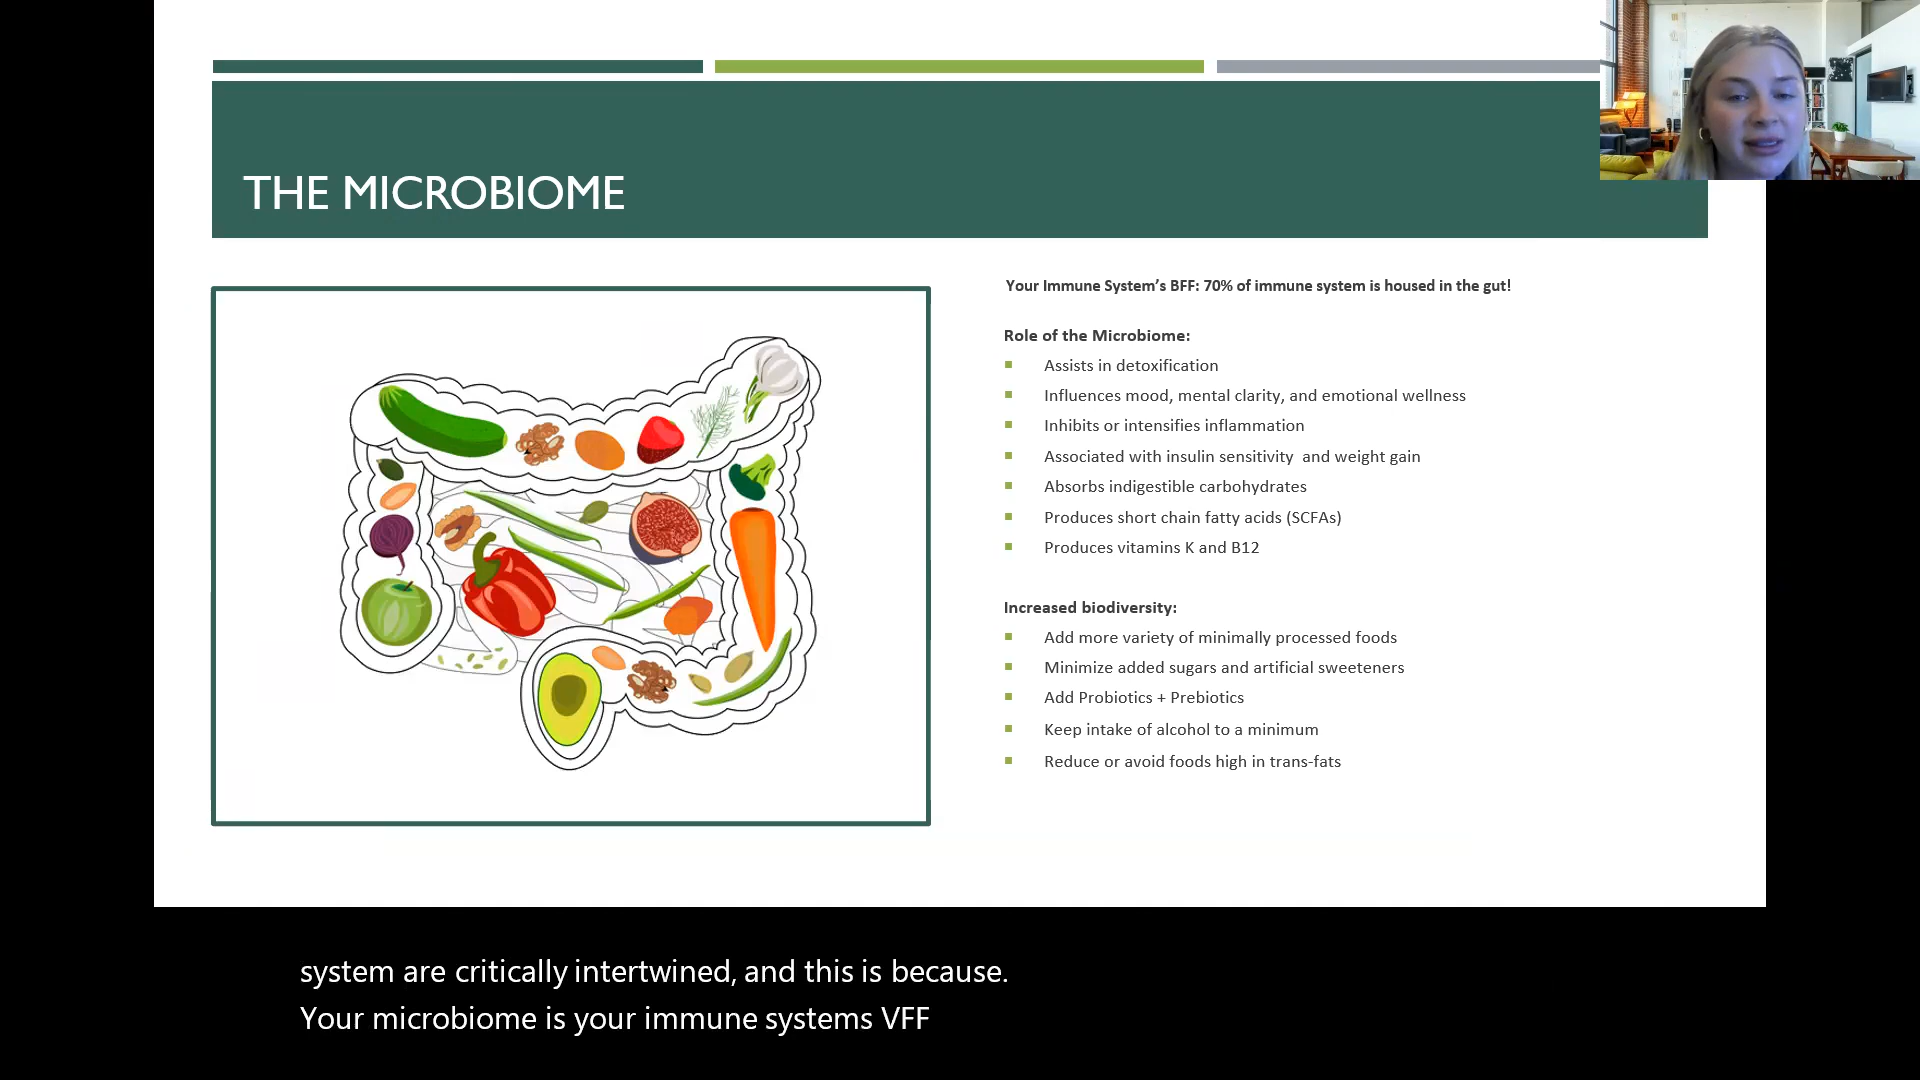 THE MICROBIOME
Your Immune System’s BFF: 70% of immune system is housed in the gut!
Role of the Microbiome:
Assists in detoxification
Influences mood, mental clarity, and emotional wellness
Inhibits or intensifies inflammation
Associated with insulin sensitivity  and weight gain
Absorbs indigestible carbohydrates
Produces short chain fatty acids (SCFAs)
Produces vitamins K and B12
Increased biodiversity:
Add more variety of minimally processed foods
Minimize added sugars and artificial sweeteners
Add Probiotics + Prebiotics
Keep intake of alcohol to a minimum
Reduce or avoid foods high in trans-fats
system are critically intertwined, and this is because.
Your microbiome is your immune systems VFF